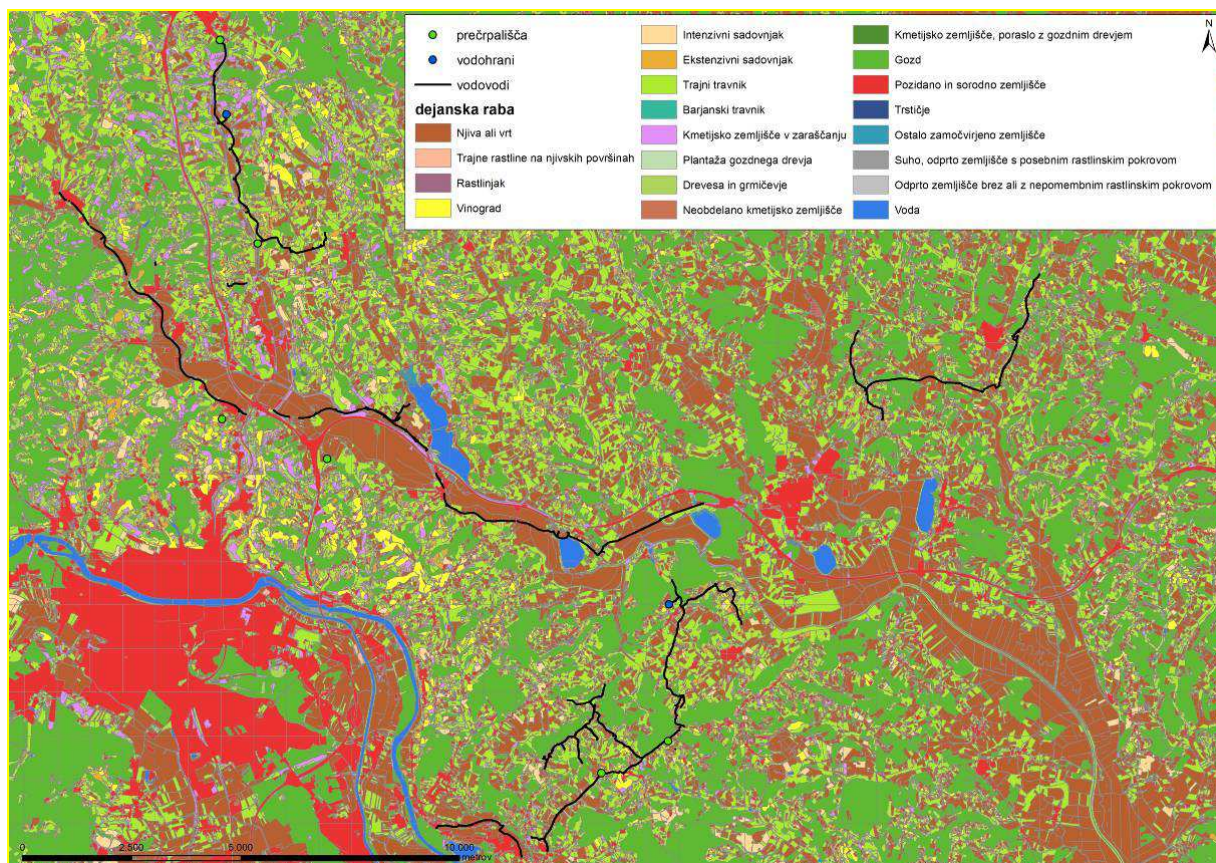 prečrpališča
vodohrani
vodovodi
dejanska raba
Njiva ali vrt
Trajne rastline na njivskih površinah
Rastlinjak
Vinograd
Intenzivni sadovnjak
Ekstenzivni sadovnjak
Trajni travnik
Barjanski travnik
Kmetijsko zemljišče v zaraščanju
Plantaža gozdnega drevja
Drevesa in grmičevje
Neobdelano kmetijsko zemljišče
Kmetijsko zemljišče, poraslo z gozdnim drevjem
Gozd
Pozidano in sorodno zemljišče
Trstičje
Ostalo zamočvirjeno zemljišče
Suho, odprto zemljišče s posebnim rastlinskim pokrovom
Odprto zemljišče brez ali z nepomembnim rastlinskim pokrovom
Voda
N
0 2.500 5.000 10.000
metrov